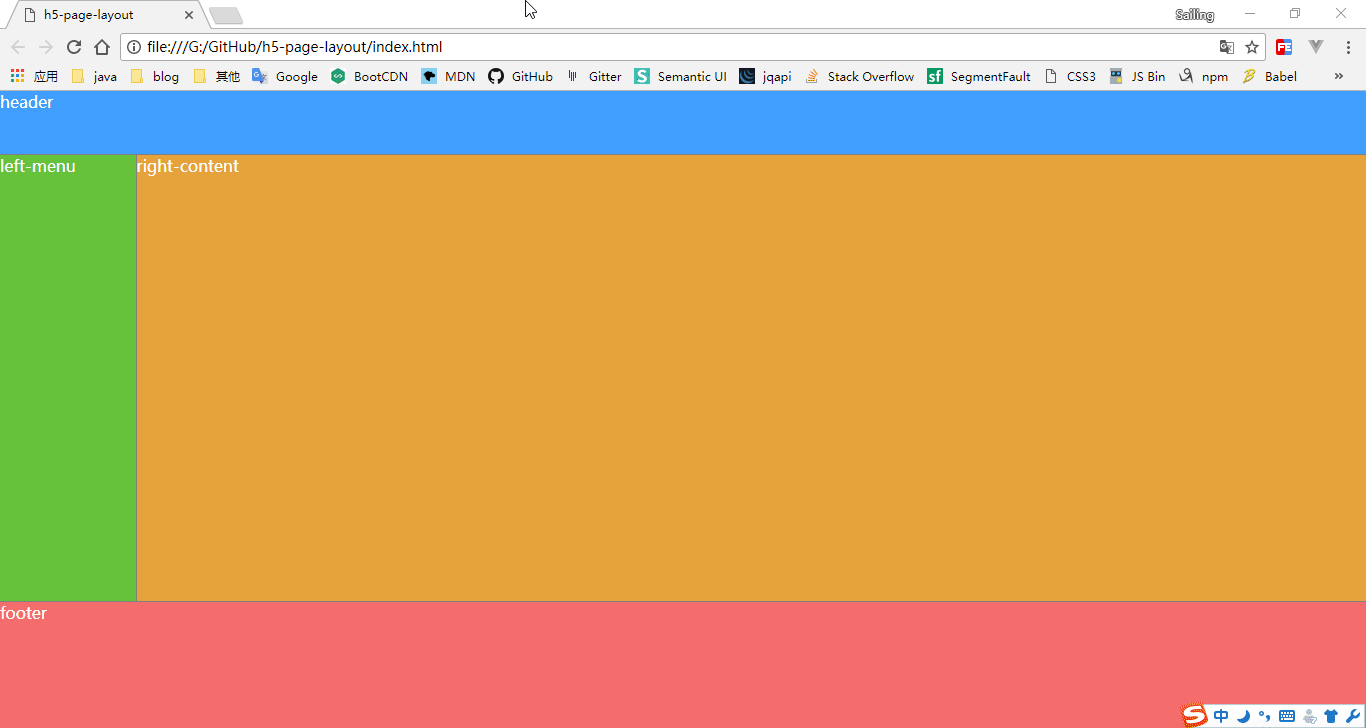 h5-page-layout
Sailing
file:///G:/GitHub/h5-page-layout/index.html
应用 java blog 其他 Google BootCDN MDN GitHub Gitter Semantic UI jqapi Stack Overflow SegmentFault CSS3 JS Bin npm Babel »
header
left-menu
right-content
footer
中